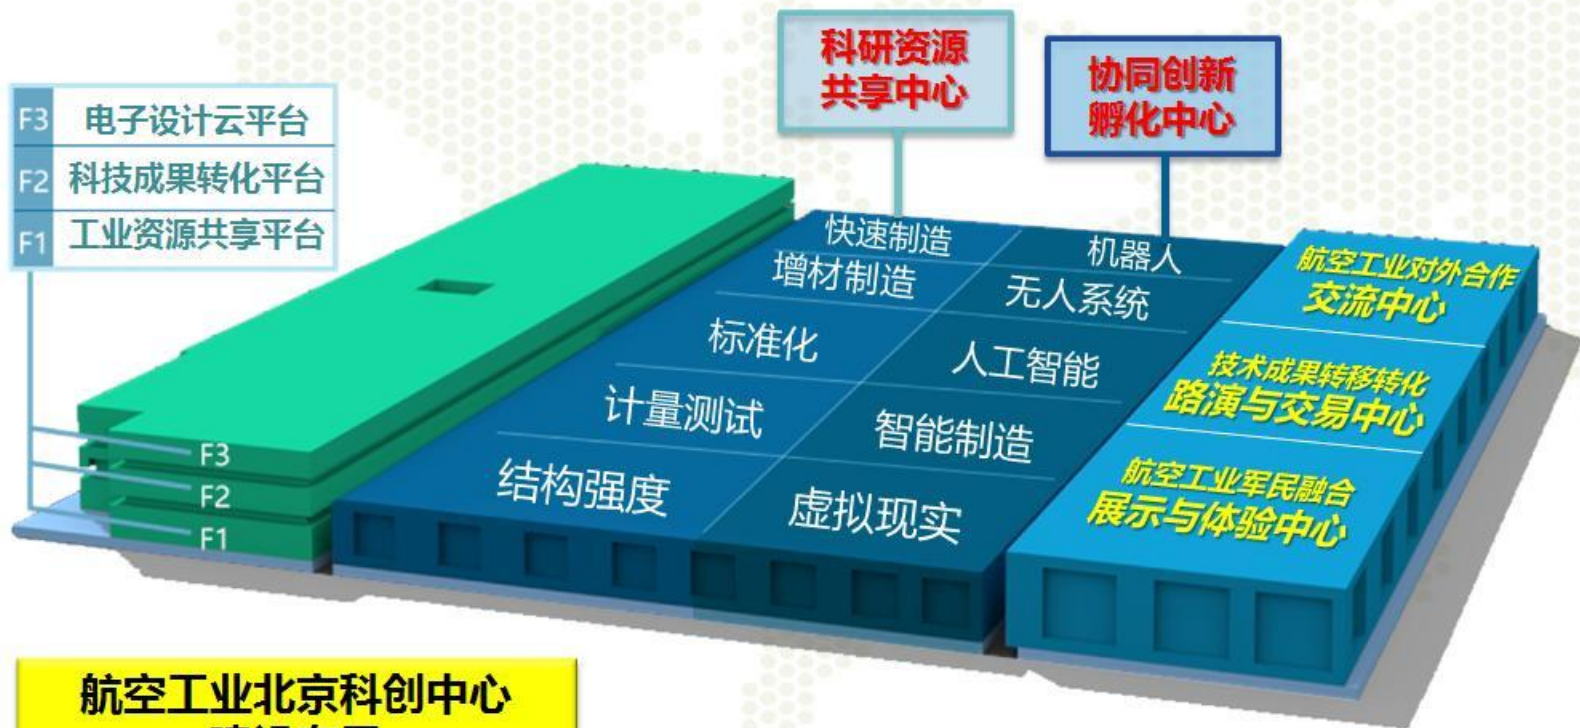 科研资源
共享中心
协同创新
孵化中心
F3 电子设计云平台
F2 科技成果转化平台
F1 工业资源共享平台
快速制造
机器人
增材制造
无人系统
标准化
人工智能
计量测试
智能制造
结构强度
虚拟现实
航空工业对外合作
交流中心
技术成果转移转化
路演与交易中心
航空工业军民融合
展示与体验中心
F3
F2
F1
航空工业北京科创中心